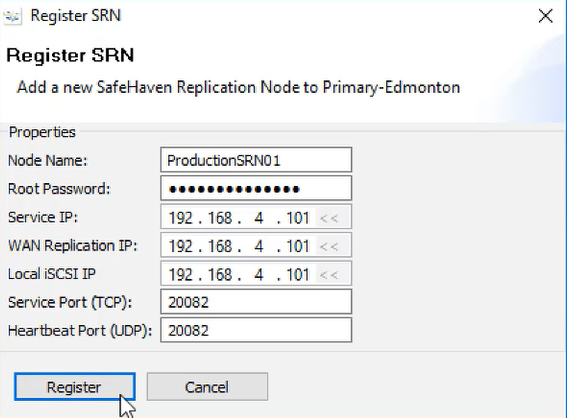 Register SRN
Register SRN
Add a new SafeHaven Replication Node to Primary-Edmonton
Properties
Node Name: ProductionSRN01
Root Password: ●●●●●●●●●●●●●●●
Service IP: 192 . 168 . 4 . 101 <<
WAN Replication IP: 192 . 168 . 4 . 101 <<
Local iSCSI IP 192 . 168 . 4 . 101 <<
Service Port (TCP): 20082
Heartbeat Port (UDP): 20082
Register Cancel